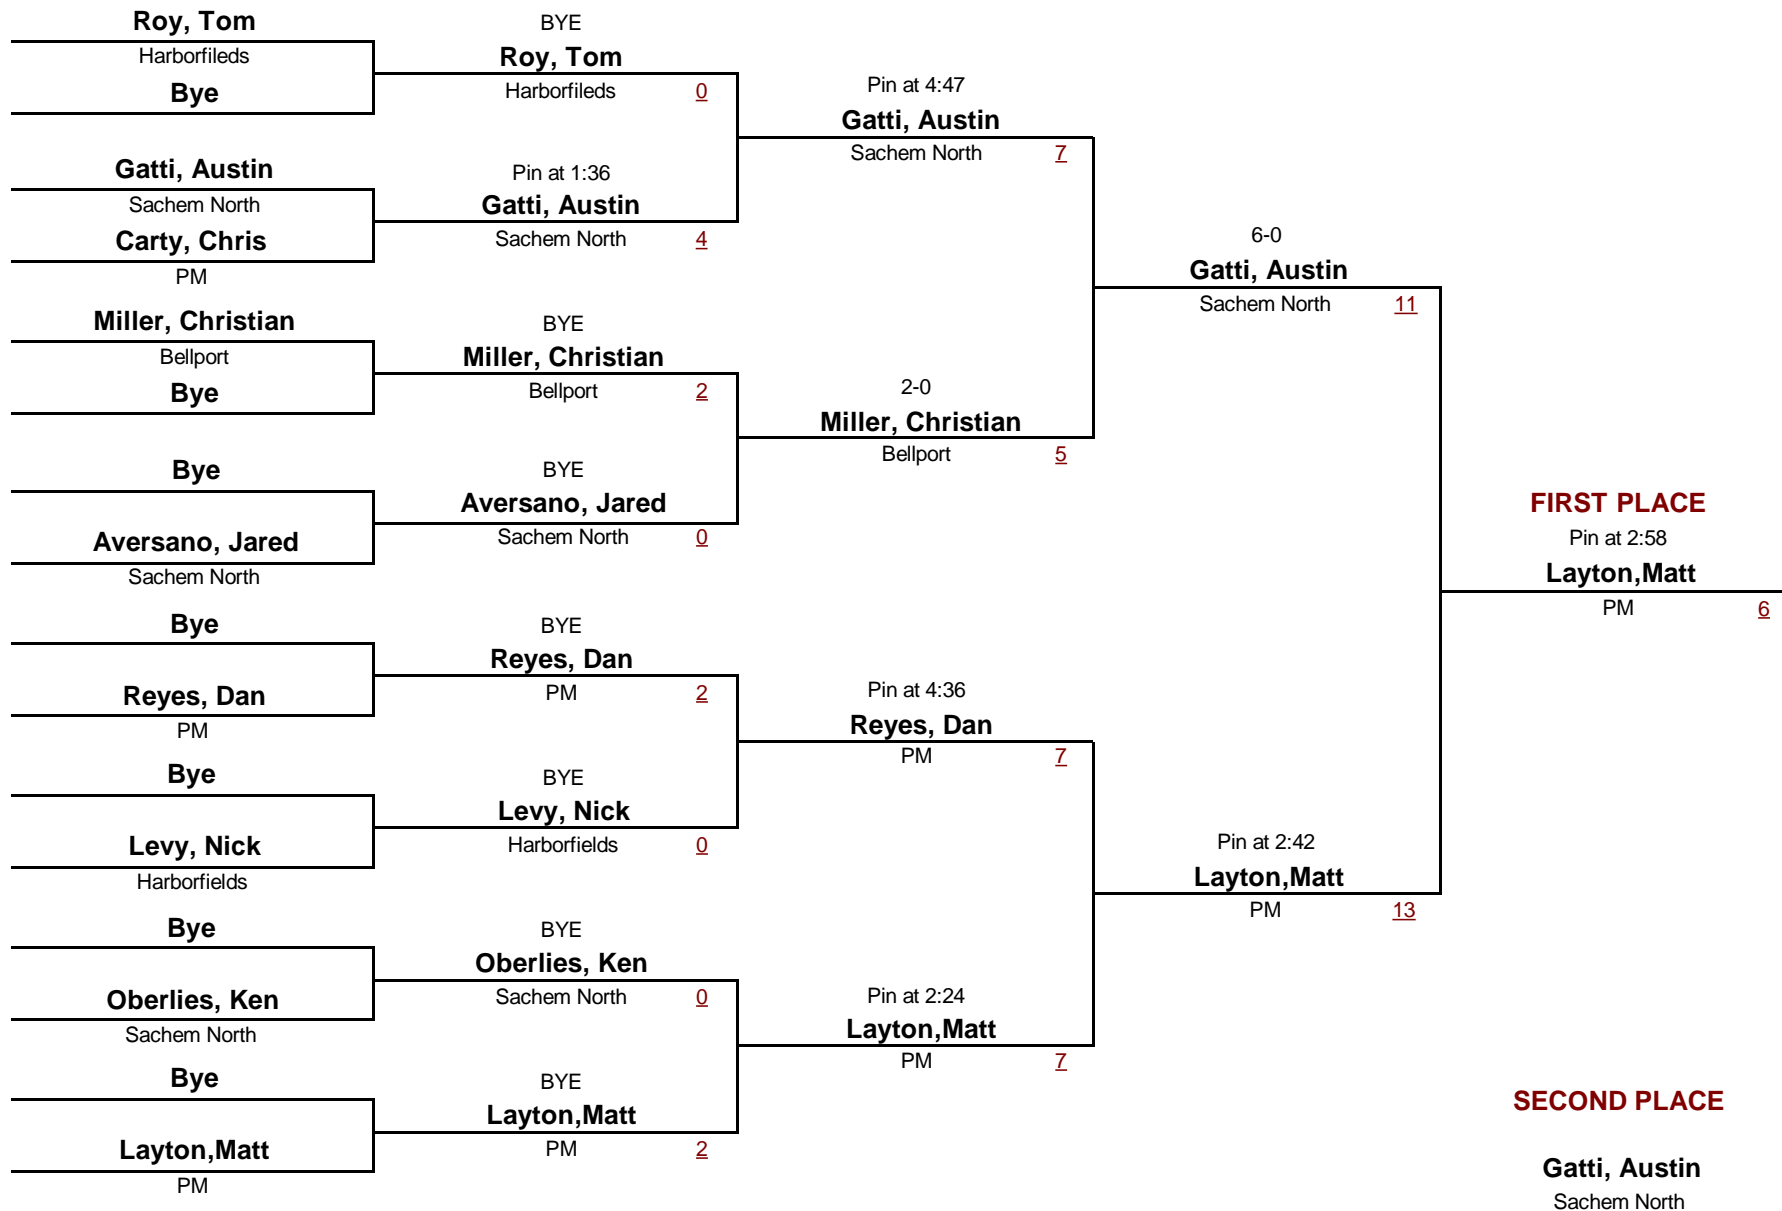 Roy, Tom
Harborfileds
Bye
Gatti, Austin
Sachem North
Carty, Chris
PM
Miller, Christian
Bellport
Bye
Bye
Aversano, Jared
Sachem North
Bye
Reyes, Dan
PM
Bye
Levy, Nick
Harborfields
Bye
Oberlies, Ken
Sachem North
Bye
Layton,Matt
PM
BYE
Roy, Tom
Harborfileds 0
Pin at 1:36
Gatti, Austin
Sachem North 4
BYE
Miller, Christian
Bellport 2
BYE
Aversano, Jared
Sachem North 0
BYE
Reyes, Dan
PM 2
BYE
Levy, Nick
Harborfields 0
BYE
Oberlies, Ken
Sachem North 0
BYE
Layton,Matt
PM 2
Pin at 4:47
Gatti, Austin
Sachem North 7
2-0
Miller, Christian
Bellport 5
Pin at 4:36
Reyes, Dan
PM 7
Pin at 2:24
Layton,Matt
PM 7
6-0
Gatti, Austin
Sachem North 11
Pin at 2:42
Layton,Matt
PM 13
FIRST PLACE
Pin at 2:58
Layton,Matt
PM 6
SECOND PLACE
Gatti, Austin
Sachem North